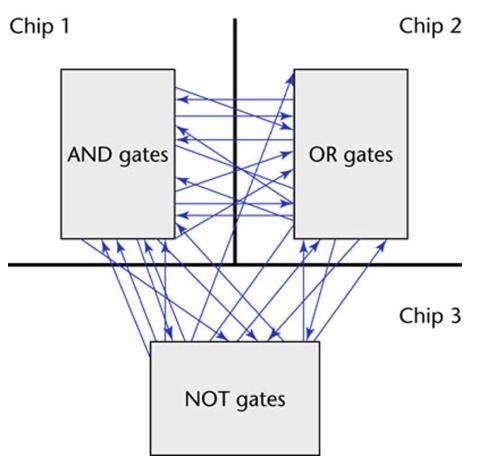 Chip 1
Chip 2
AND gates
OR gates
Chip 3
NOT gates